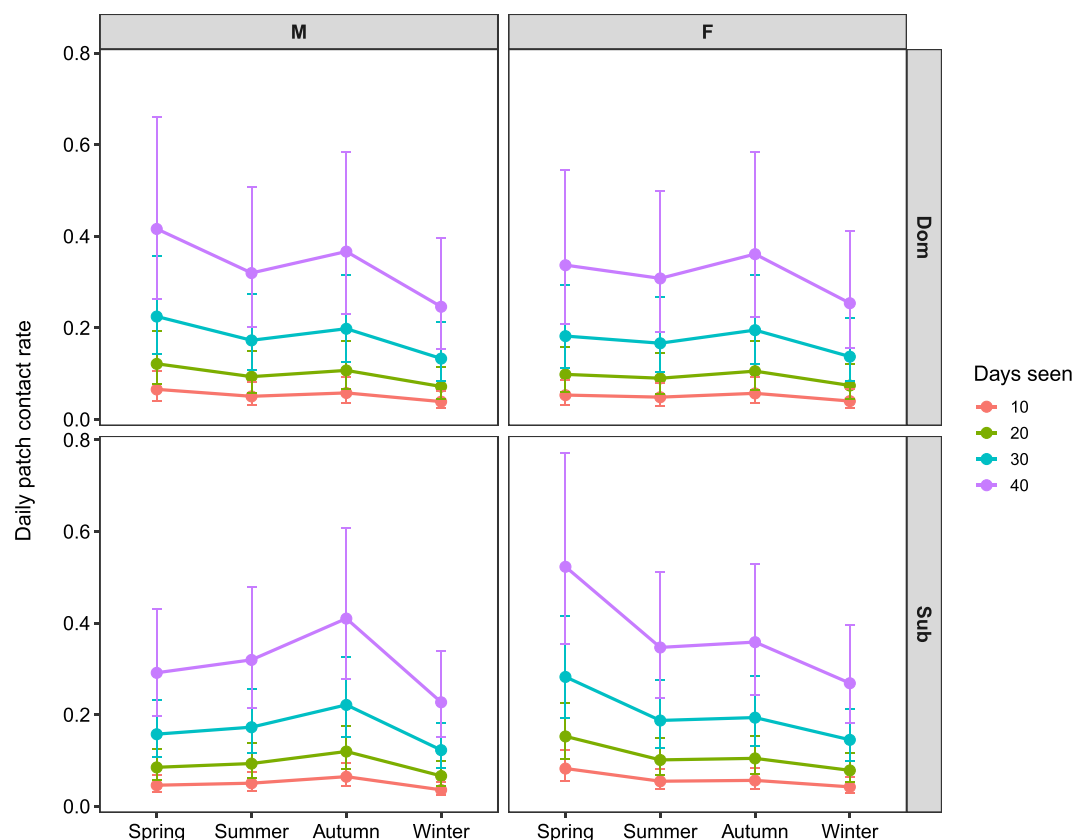 M F
0.8
0.6
0.4
0.2
0.0
Dom
0.8
0.6
0.4
0.2
0.0
Sub
Daily patch contact rate
Spring Summer Autumn Winter Spring Summer Autumn Winter
Days seen
10
20
30
40